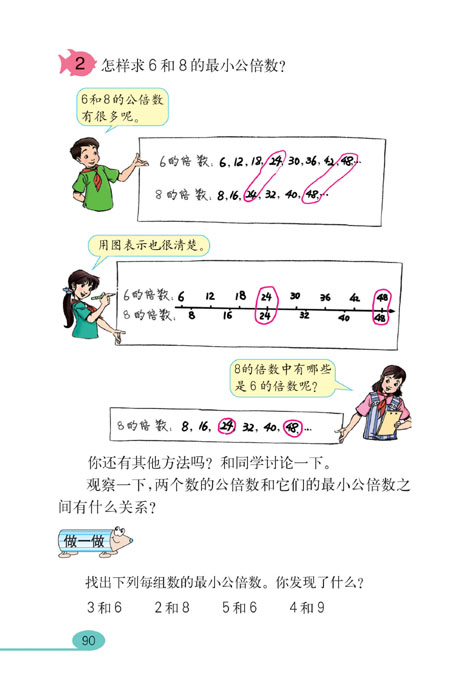 2 怎样求 6 和 8 的最小公倍数?
6和8的公倍数
有很多呢。
6的倍数: 6, 12, 18, 24, 30, 36, 42, 48, …
8的倍数: 8, 16, 24, 32, 40, 48, …
用图表示也很清楚。
6的倍数: 6 12 18 24 30 36 42 48
8的倍数: 8 16 24 32 40 48
8的倍数中有哪些
是6的倍数呢?
8的倍数: 8, 16, 24, 32, 40, 48, …
你还有其他方法吗? 和同学讨论一下。
观察一下,两个数的公倍数和它们的最小公倍数之
间有什么关系?
做一做
找出下列每组数的最小公倍数。你发现了什么?
3 和 6 2 和 8 5 和 6 4 和 9
90